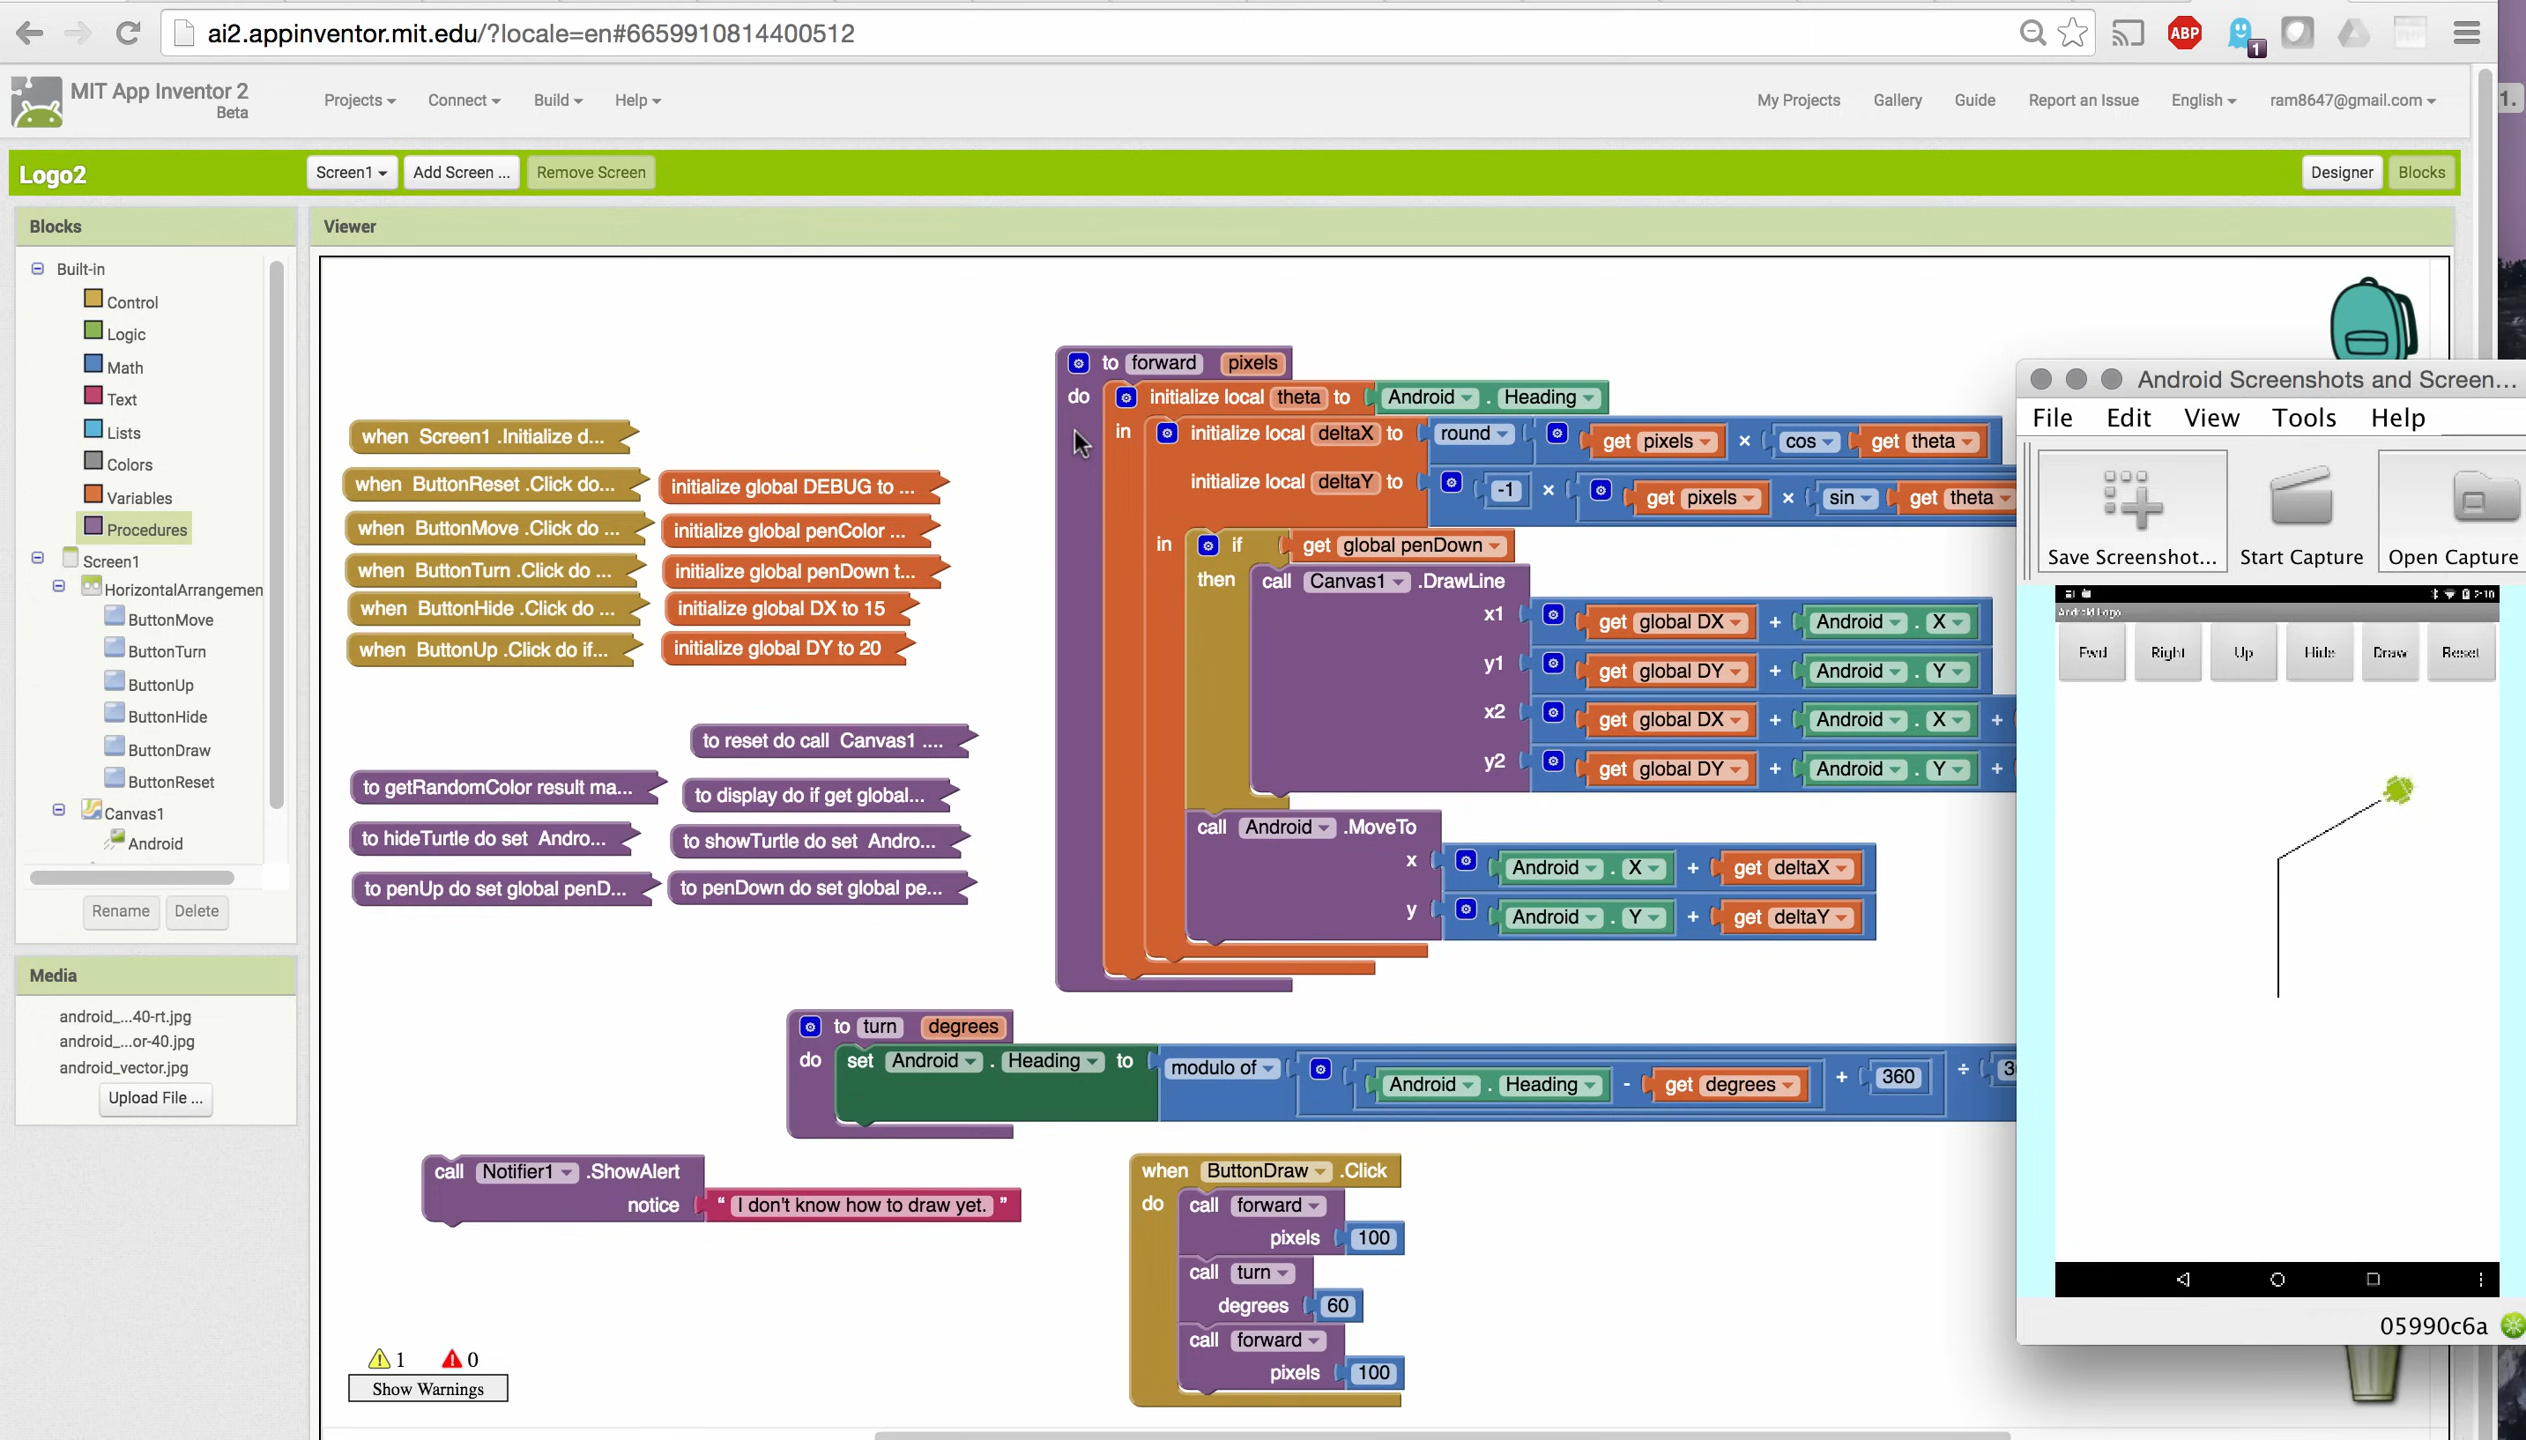 ai2.appinventor.mit.edu/?locale=en#6659910814400512
ABP
1
MIT App Inventor 2
Beta
Projects
Connect
Build
Help
My Projects
Gallery
Guide
Report an Issue
English
ram8647@gmail.com
1.
Logo2
Screen1
Add Screen ...
Remove Screen
Designer
Blocks
Blocks
Viewer
Built-in
Control
Logic
Math
Text
Lists
Colors
Variables
Procedures
Screen1
HorizontalArrangemen
ButtonMove
ButtonTurn
ButtonUp
ButtonHide
ButtonDraw
ButtonReset
Canvas1
Android
Rename
Delete
Media
android_...40-rt.jpg
android_...or-40.jpg
android_vector.jpg
Upload File ...
when Screen1 .Initialize d...
when ButtonReset .Click do...
when ButtonMove .Click do ...
when ButtonTurn .Click do ...
when ButtonHide .Click do ...
when ButtonUp .Click do if...
initialize global DEBUG to ...
initialize global penColor ...
initialize global penDown t...
initialize global DX to 15
initialize global DY to 20
to reset do call Canvas1 ....
to getRandomColor result ma...
to display do if get global...
to hideTurtle do set Andro...
to showTurtle do set Andro...
to penUp do set global penD...
to penDown do set global pe...
to forward pixels
do initialize local theta to Android . Heading
in initialize local deltaX to round get pixels × cos get theta
initialize local deltaY to -1 × get pixels × sin get theta
in if get global penDown
then call Canvas1 .DrawLine
x1 get global DX + Android . X
y1 get global DY + Android . Y
x2 get global DX + Android . X +
y2 get global DY + Android . Y +
call Android .MoveTo
x Android . X + get deltaX
y Android . Y + get deltaY
to turn degrees
do set Android . Heading to modulo of Android . Heading - get degrees + 360 ÷ 3
call Notifier1 .ShowAlert
notice “ I don't know how to draw yet. ”
when ButtonDraw .Click
do call forward
pixels 100
call turn
degrees 60
call forward
pixels 100
1 0
Show Warnings
Android Screenshots and Screen...
File Edit View Tools Help
Save Screenshot... Start Capture Open Capture
2:10
Android Logo
Fwd Right Up Hide Draw Reset
05990c6a